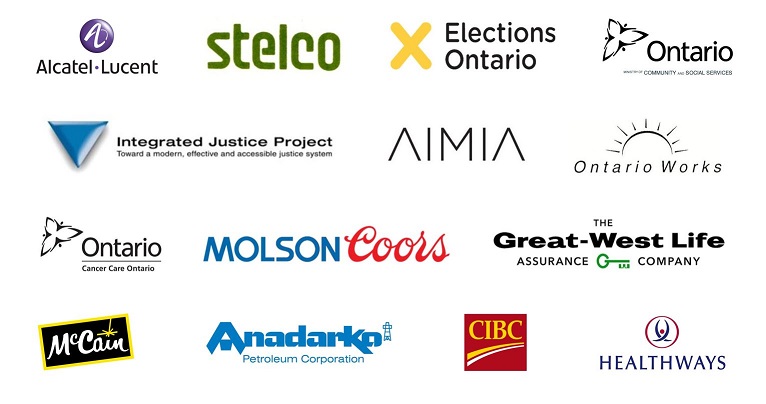 Alcatel·Lucent
stelco
Elections
Ontario
Ontario
MINISTRY OF COMMUNITY AND SOCIAL SERVICES
Integrated Justice Project
Toward a modern, effective and accessible justice system
AIMIA
Ontario Works
Ontario
Cancer Care Ontario
MOLSON Coors
THE
Great-West Life
ASSURANCE COMPANY
McCain
Anadarko
Petroleum Corporation
CIBC
HEALTHWAYS